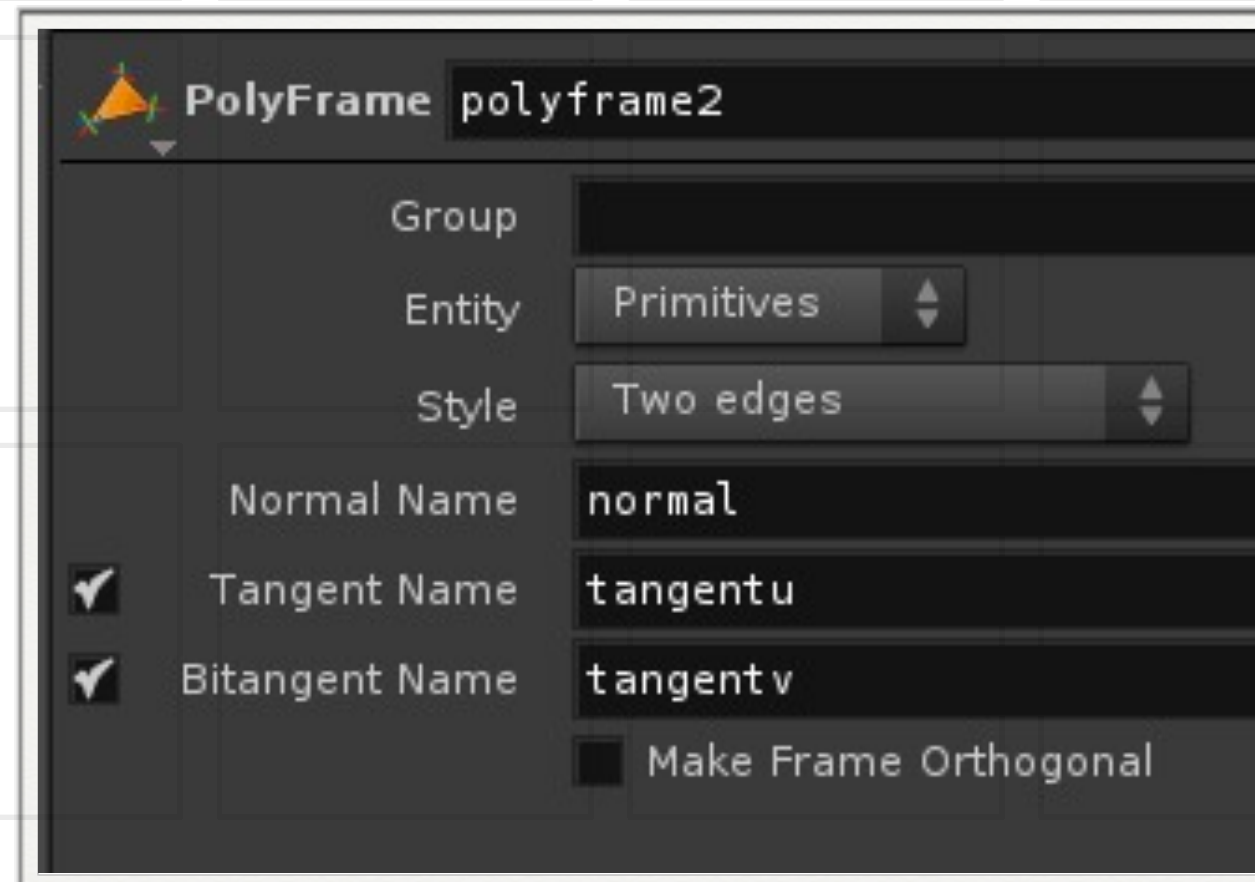 PolyFrame polyframe2
Group
Entity Primitives
Style Two edges
Normal Name normal
Tangent Name tangentu
Bitangent Name tangentv
Make Frame Orthogonal